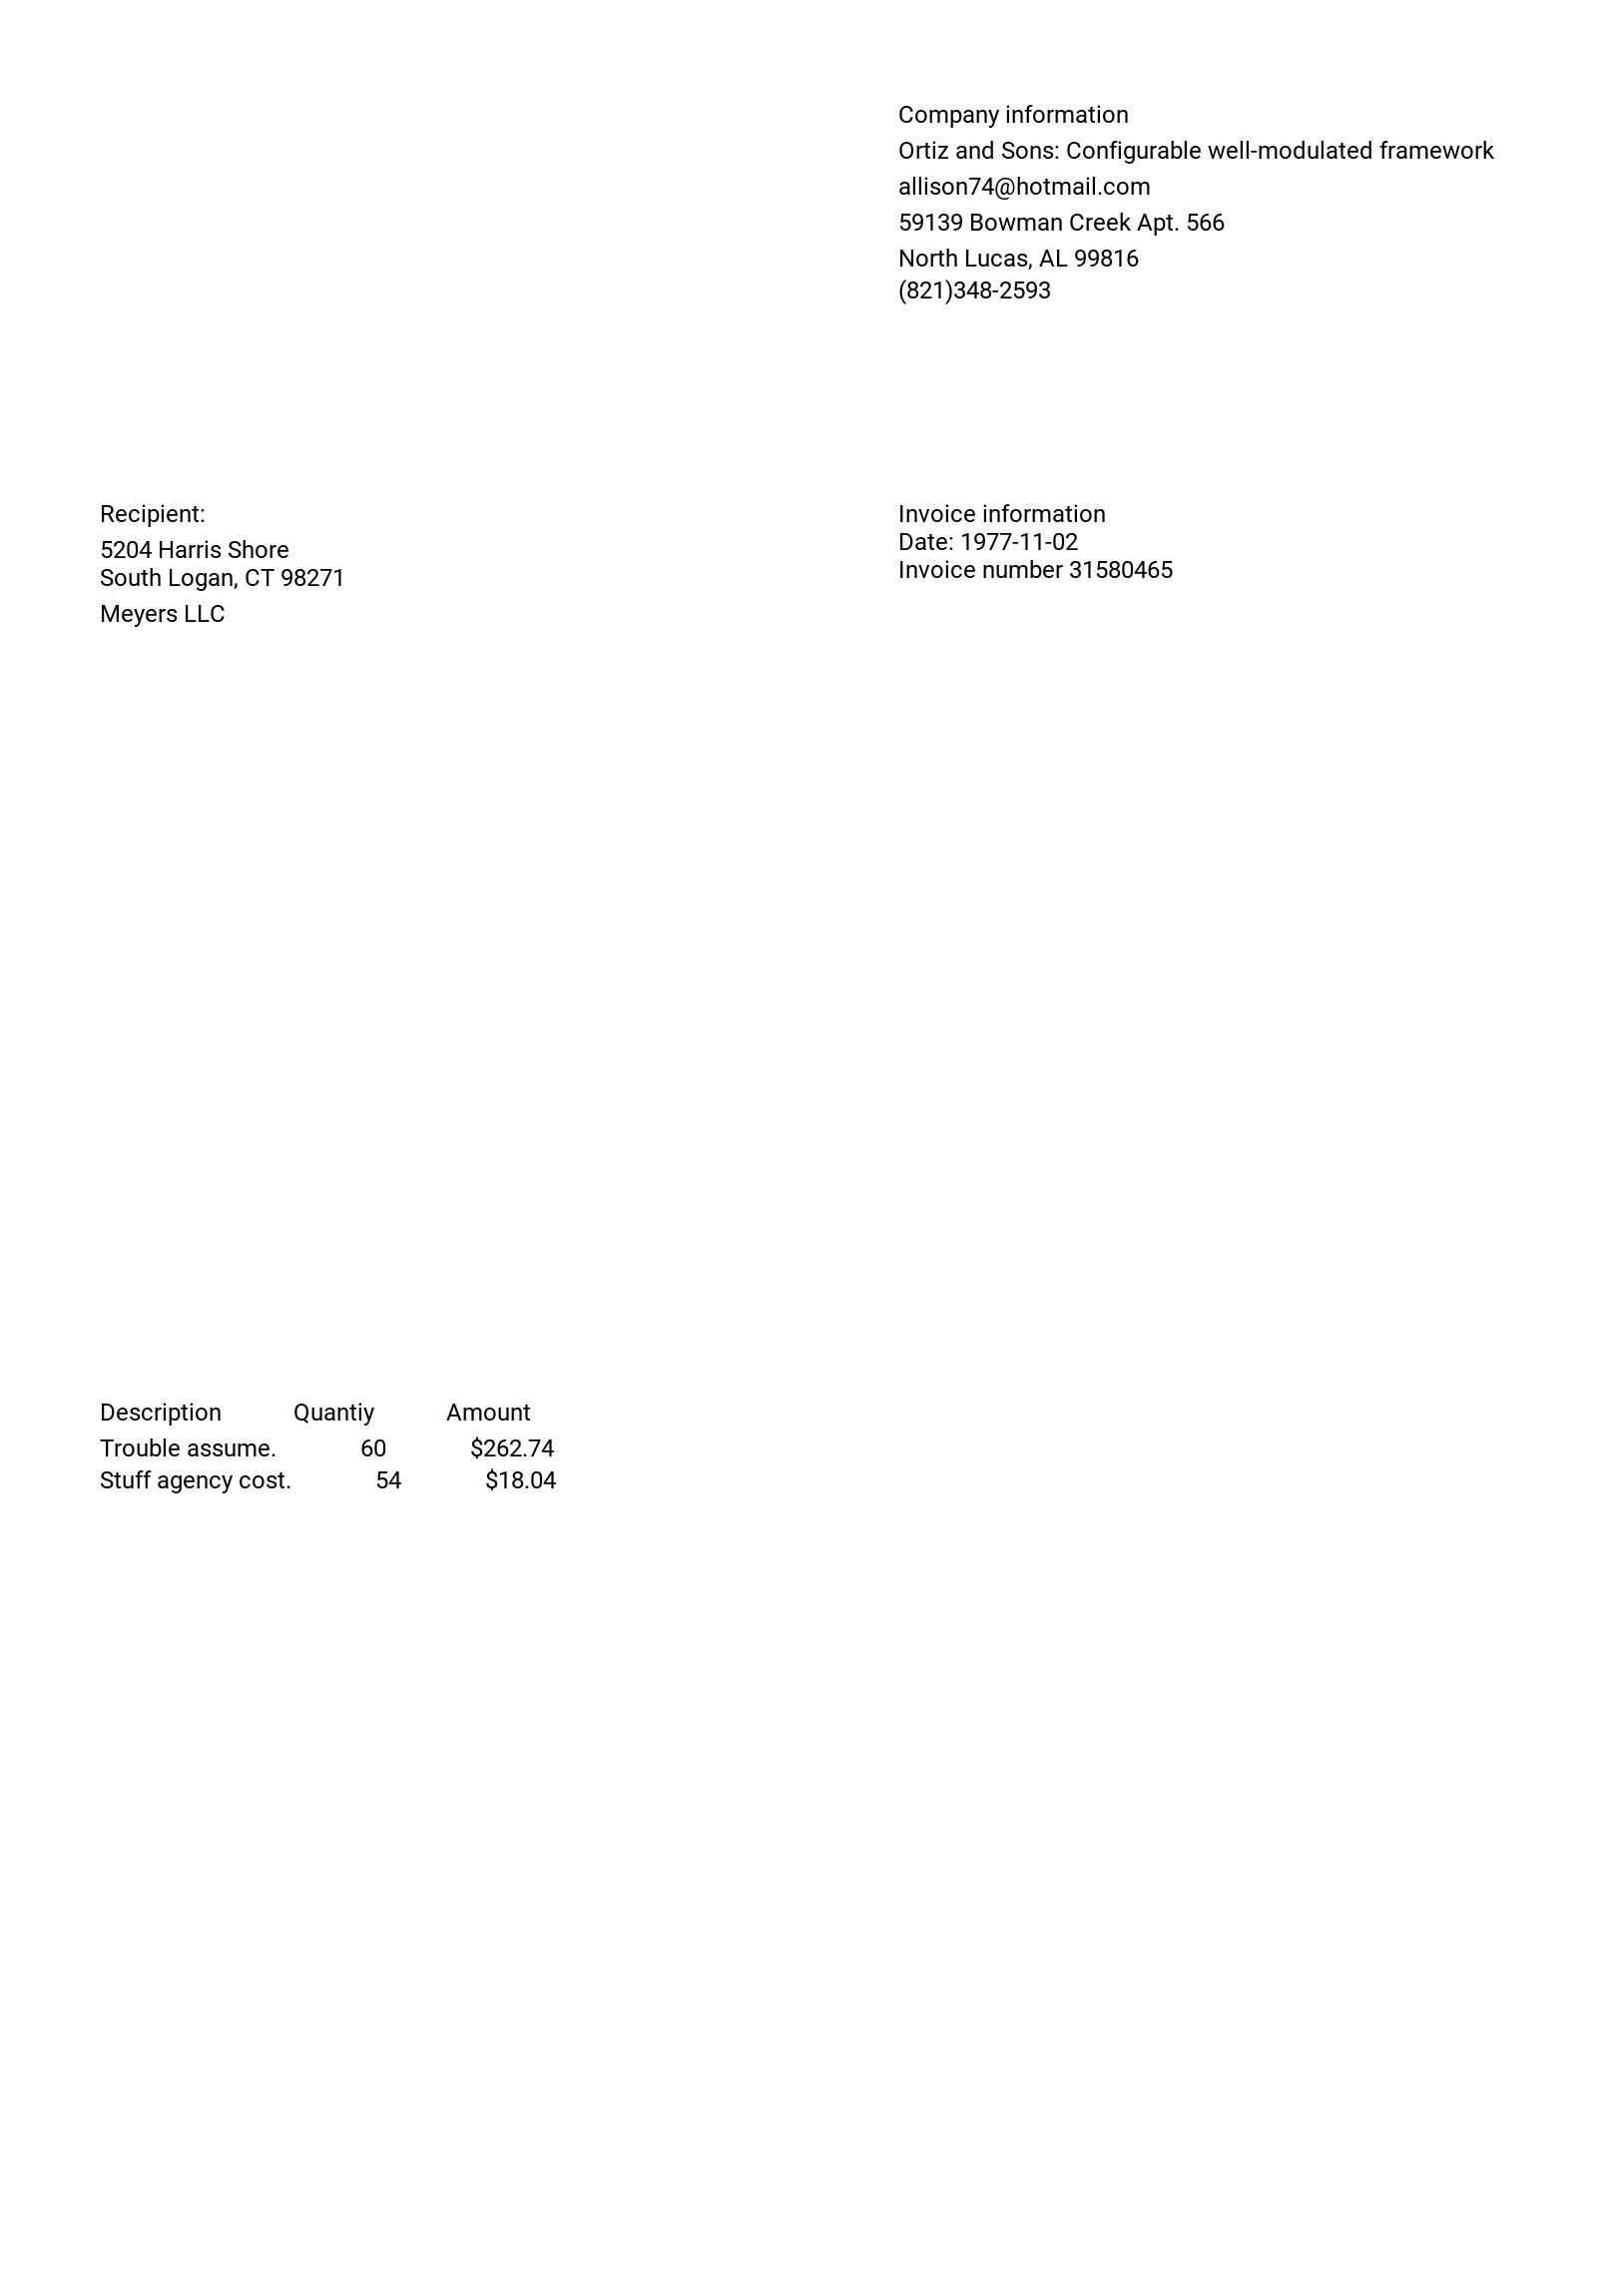 Company information
Ortiz and Sons: Configurable well-modulated framework
allison74@hotmail.com
59139 Bowman Creek Apt. 566
North Lucas, AL 99816
(821)348-2593
Recipient:
5204 Harris Shore
South Logan, CT 98271
Meyers LLC
Invoice information
Date: 1977-11-02
Invoice number 31580465
Description Quantiy Amount
Trouble assume. 60 $262.74
Stuff agency cost. 54 $18.04